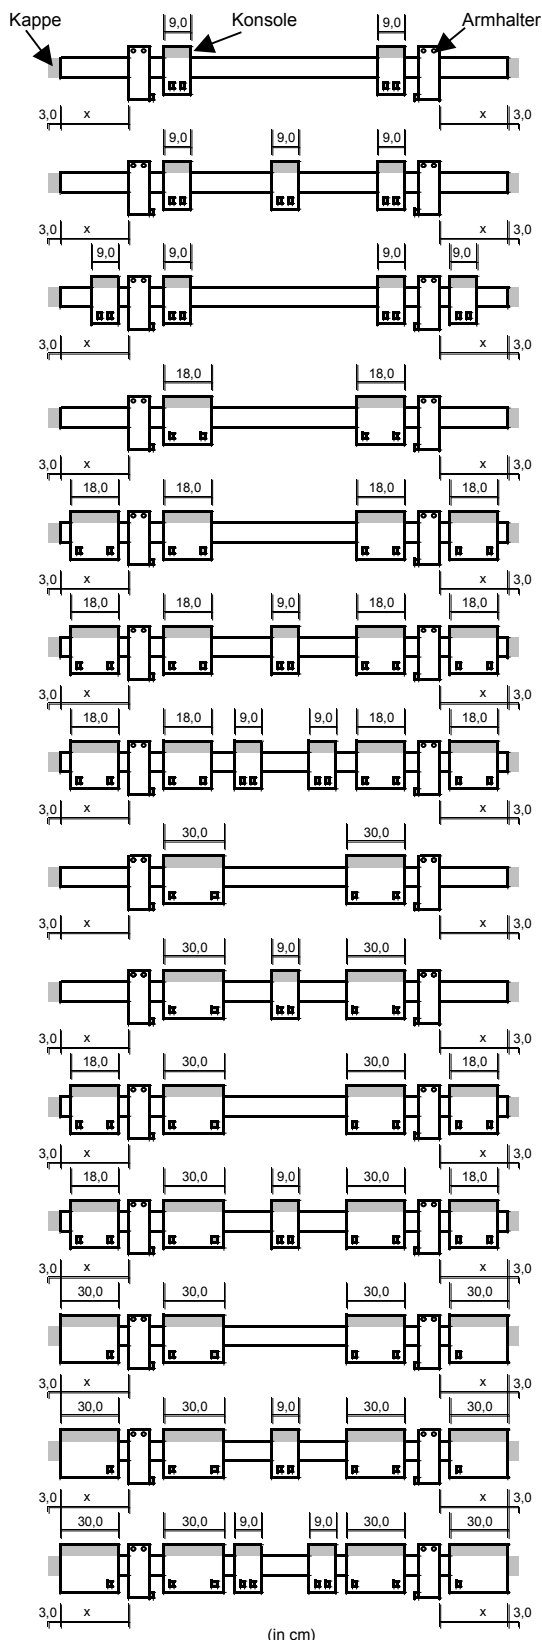 Kappe 9,0 Konsole 9,0 Armhalter
3,0 x x 3,0
9,0 9,0 9,0
3,0 x x 3,0
9,0 9,0 9,0 9,0
3,0 x x 3,0
18,0 18,0
3,0 x x 3,0
18,0 18,0 18,0 18,0
3,0 x x 3,0
18,0 18,0 9,0 18,0 18,0
3,0 x x 3,0
18,0 18,0 9,0 9,0 18,0 18,0
3,0 x x 3,0
30,0 30,0
3,0 x x 3,0
30,0 9,0 30,0
3,0 x x 3,0
18,0 30,0 30,0 18,0
3,0 x x 3,0
18,0 30,0 9,0 30,0 18,0
3,0 x x 3,0
30,0 30,0 30,0 30,0
3,0 x x 3,0
30,0 30,0 9,0 30,0 30,0
3,0 x x 3,0
30,0 30,0 9,0 9,0 30,0 30,0
3,0 x x 3,0
(in cm)